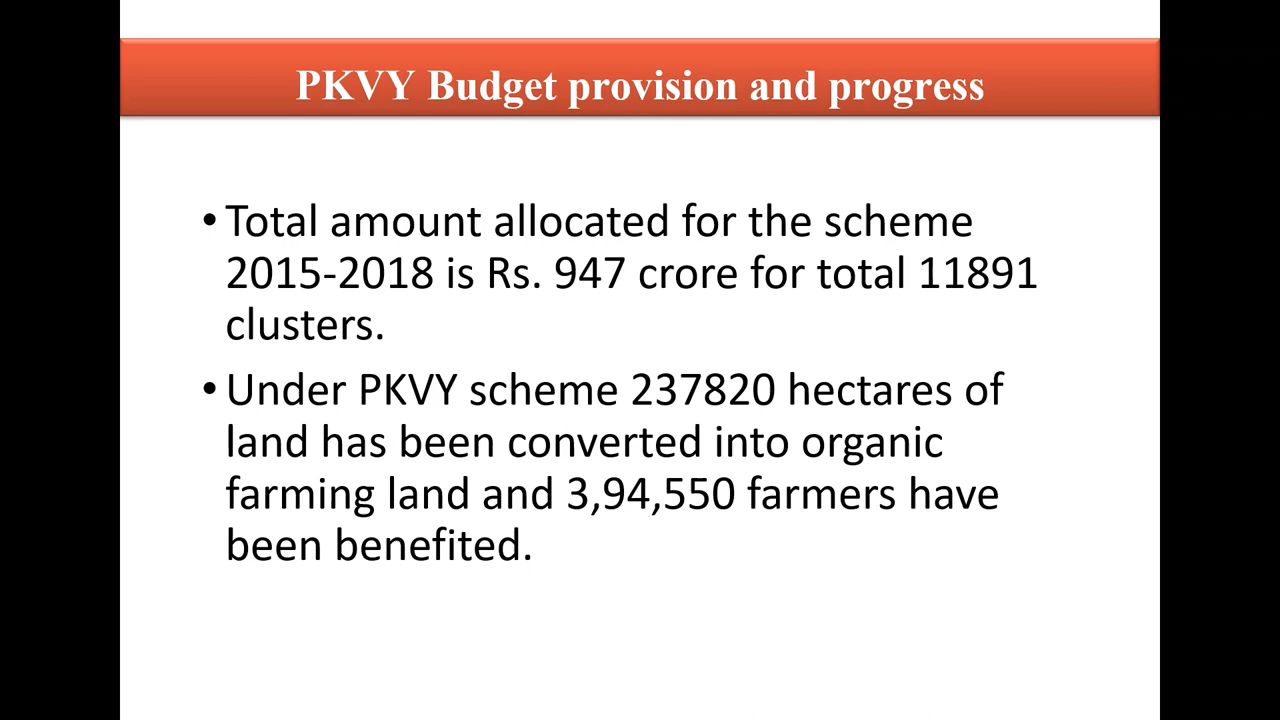 PKVY Budget provision and progress
• Total amount allocated for the scheme
2015-2018 is Rs. 947 crore for total 11891
clusters.
• Under PKVY scheme 237820 hectares of
land has been converted into organic
farming land and 3,94,550 farmers have
been benefited.